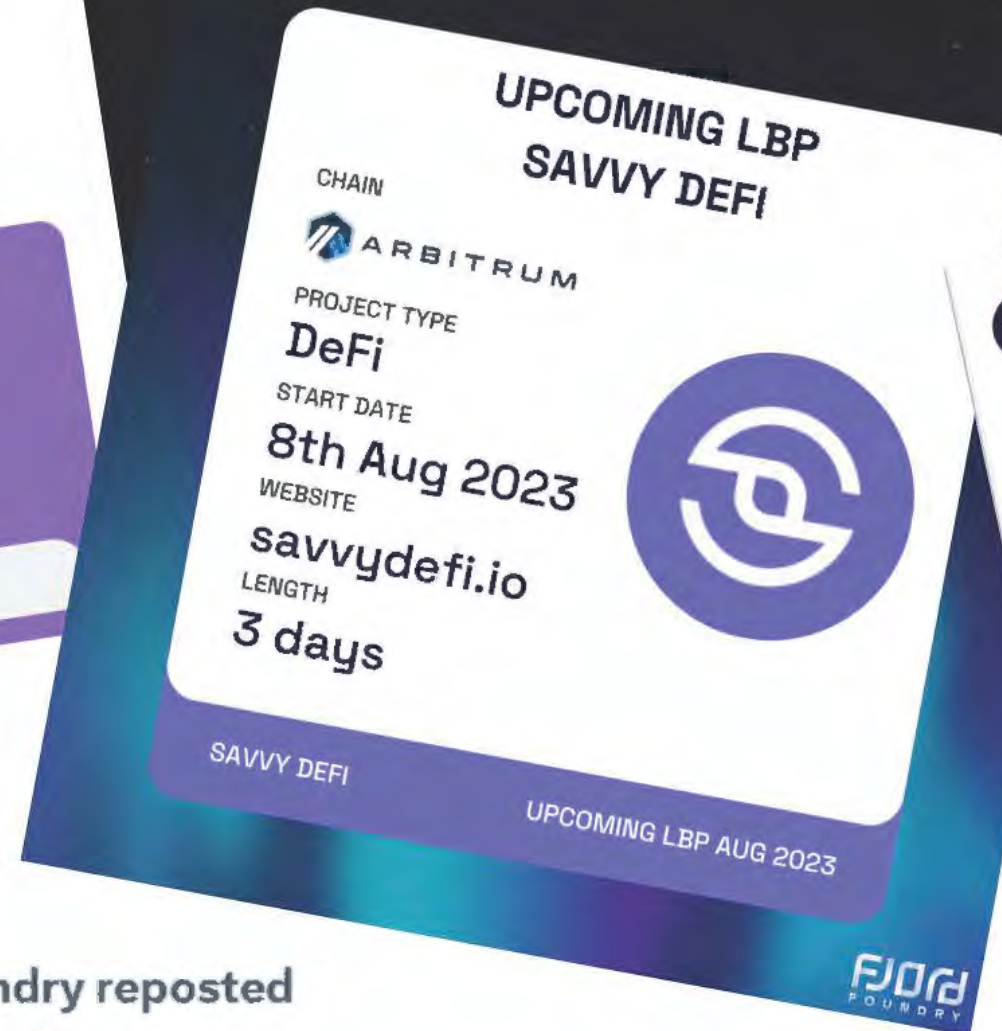 UPCOMING LBP
SAVVY DEFI
CHAIN
ARBITRUM
PROJECT TYPE
DeFi
START DATE
8th Aug 2023
WEBSITE
savvydefi.io
LENGTH
3 days
SAVVY DEFI
UPCOMING LBP AUG 2023
FJORD
FOUNDRY
ndry reposted